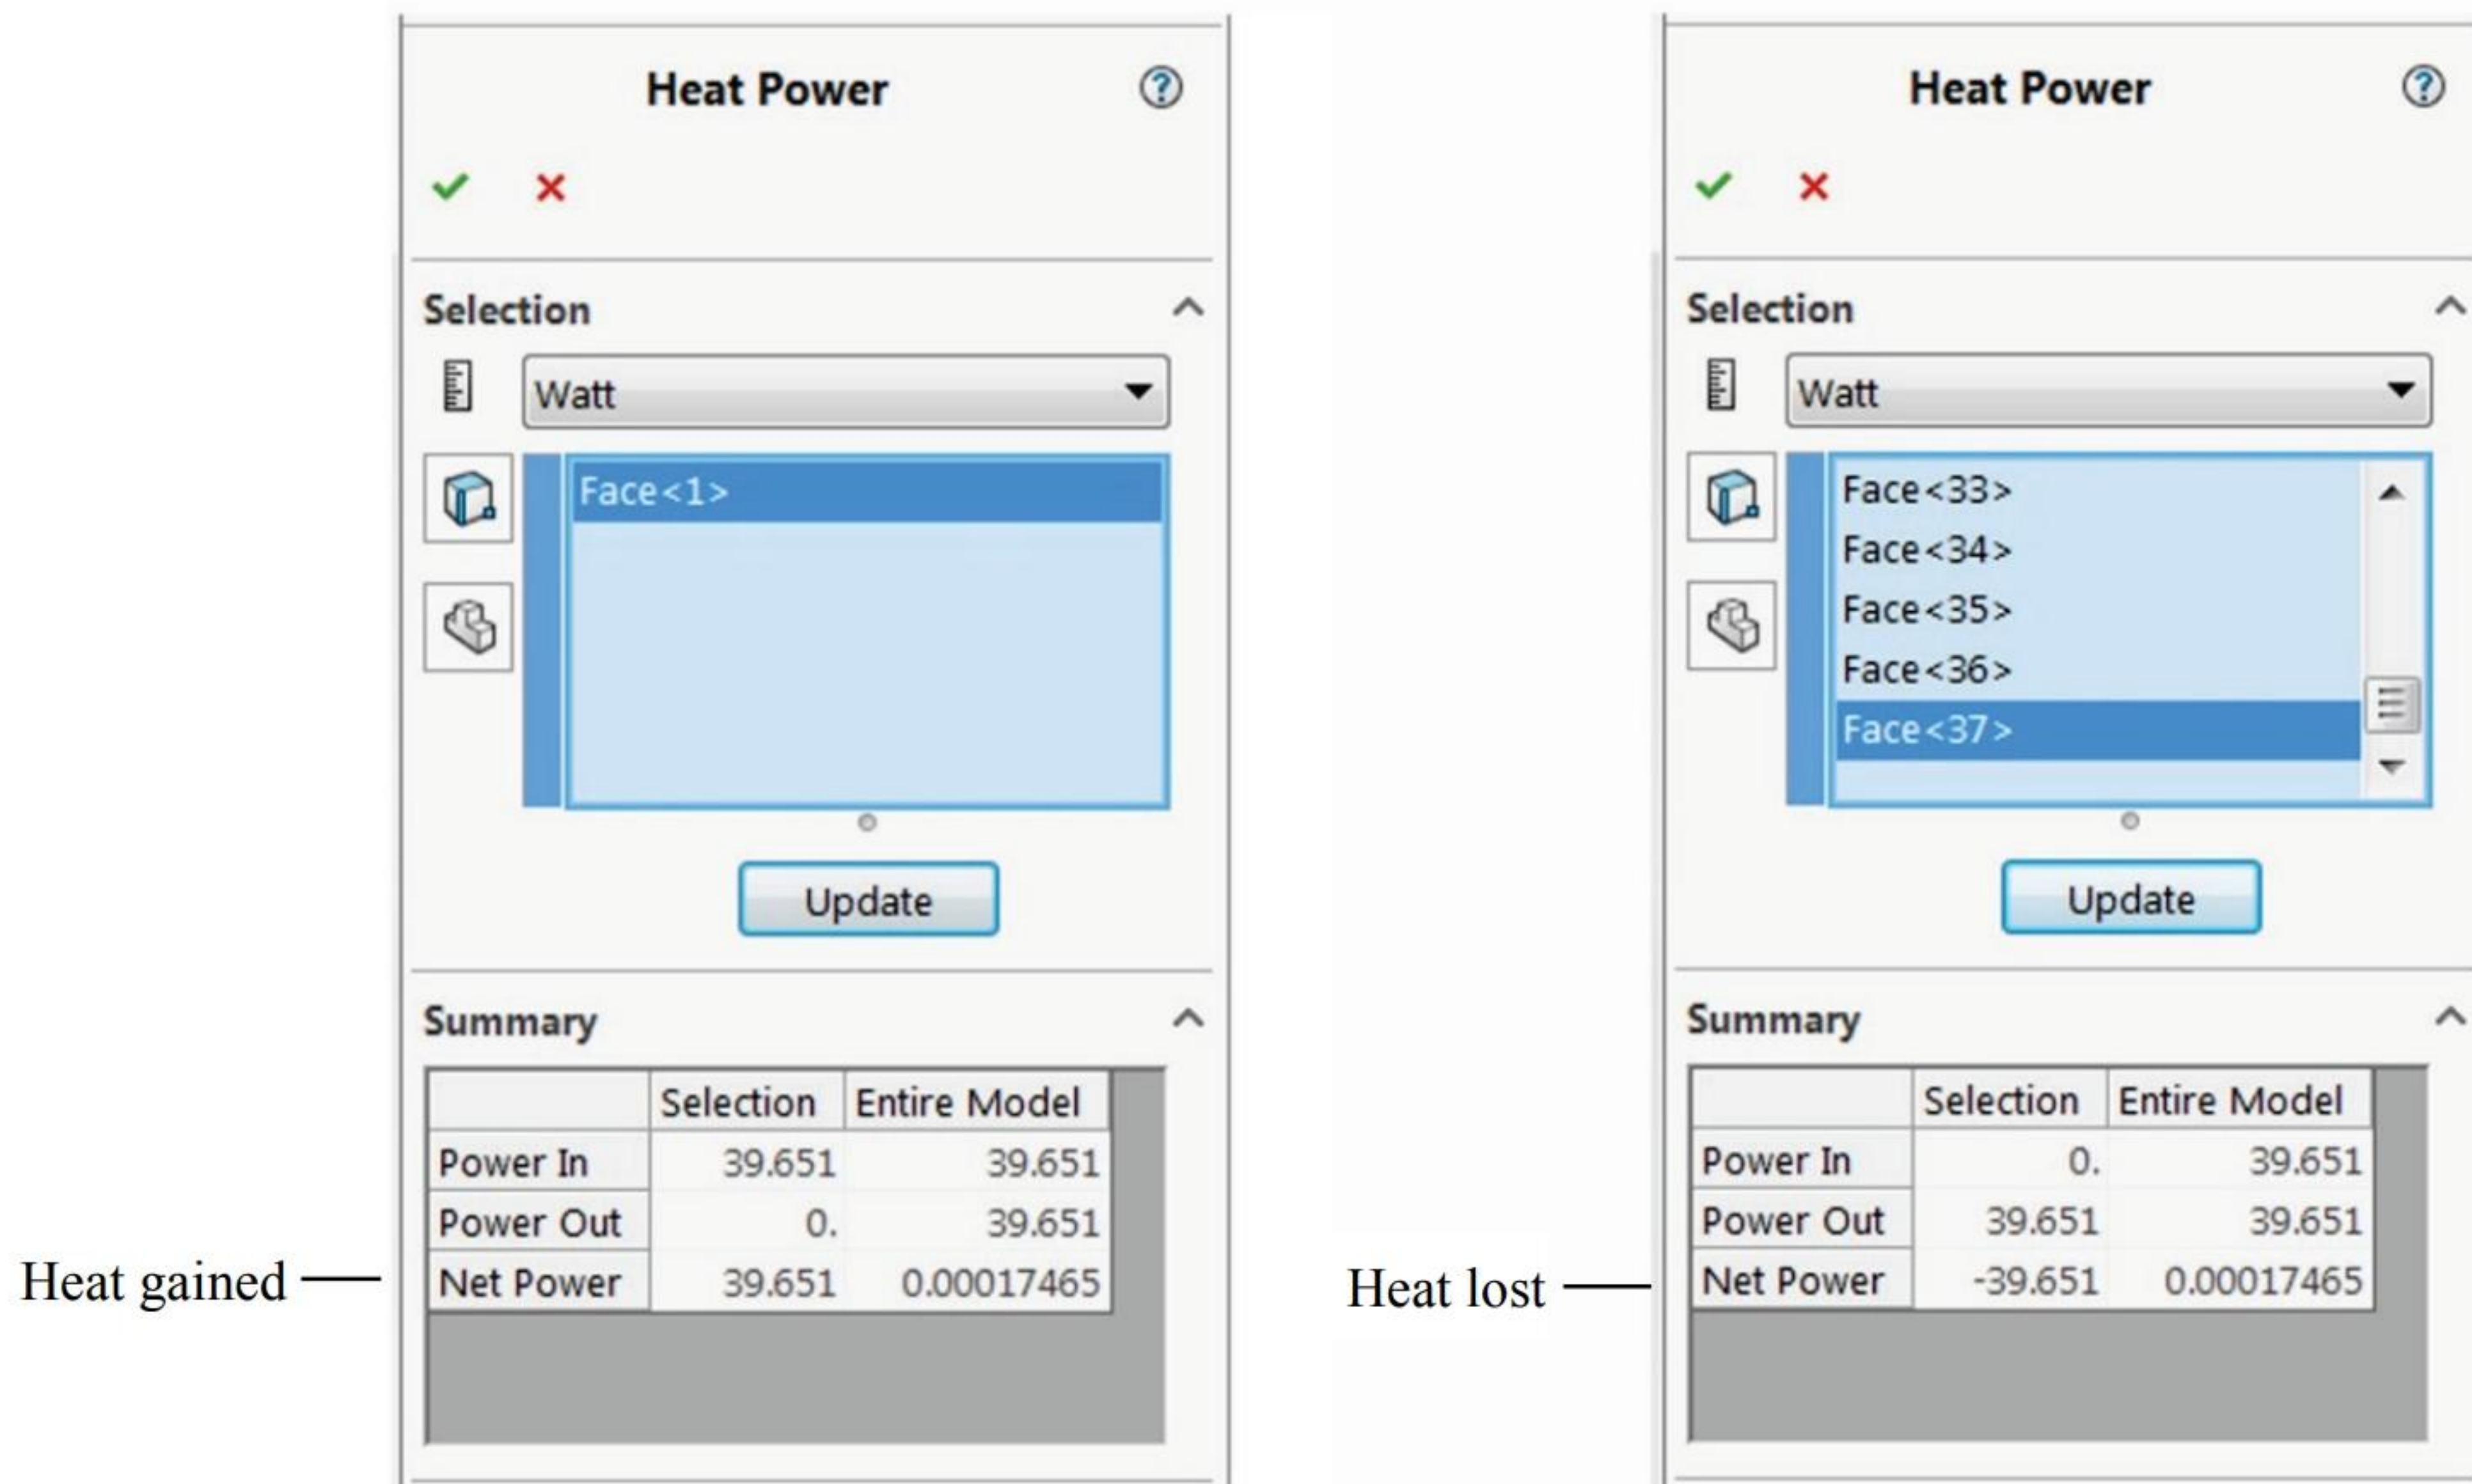 Heat Power
?
Selection
Watt
Face<1>
Update
Summary
Selection Entire Model
Power In 39.651 39.651
Power Out 0. 39.651
Net Power 39.651 0.00017465
Heat gained
Heat Power
?
Selection
Watt
Face<33>
Face<34>
Face<35>
Face<36>
Face<37>
Update
Summary
Selection Entire Model
Power In 0. 39.651
Power Out 39.651 39.651
Net Power -39.651 0.00017465
Heat lost